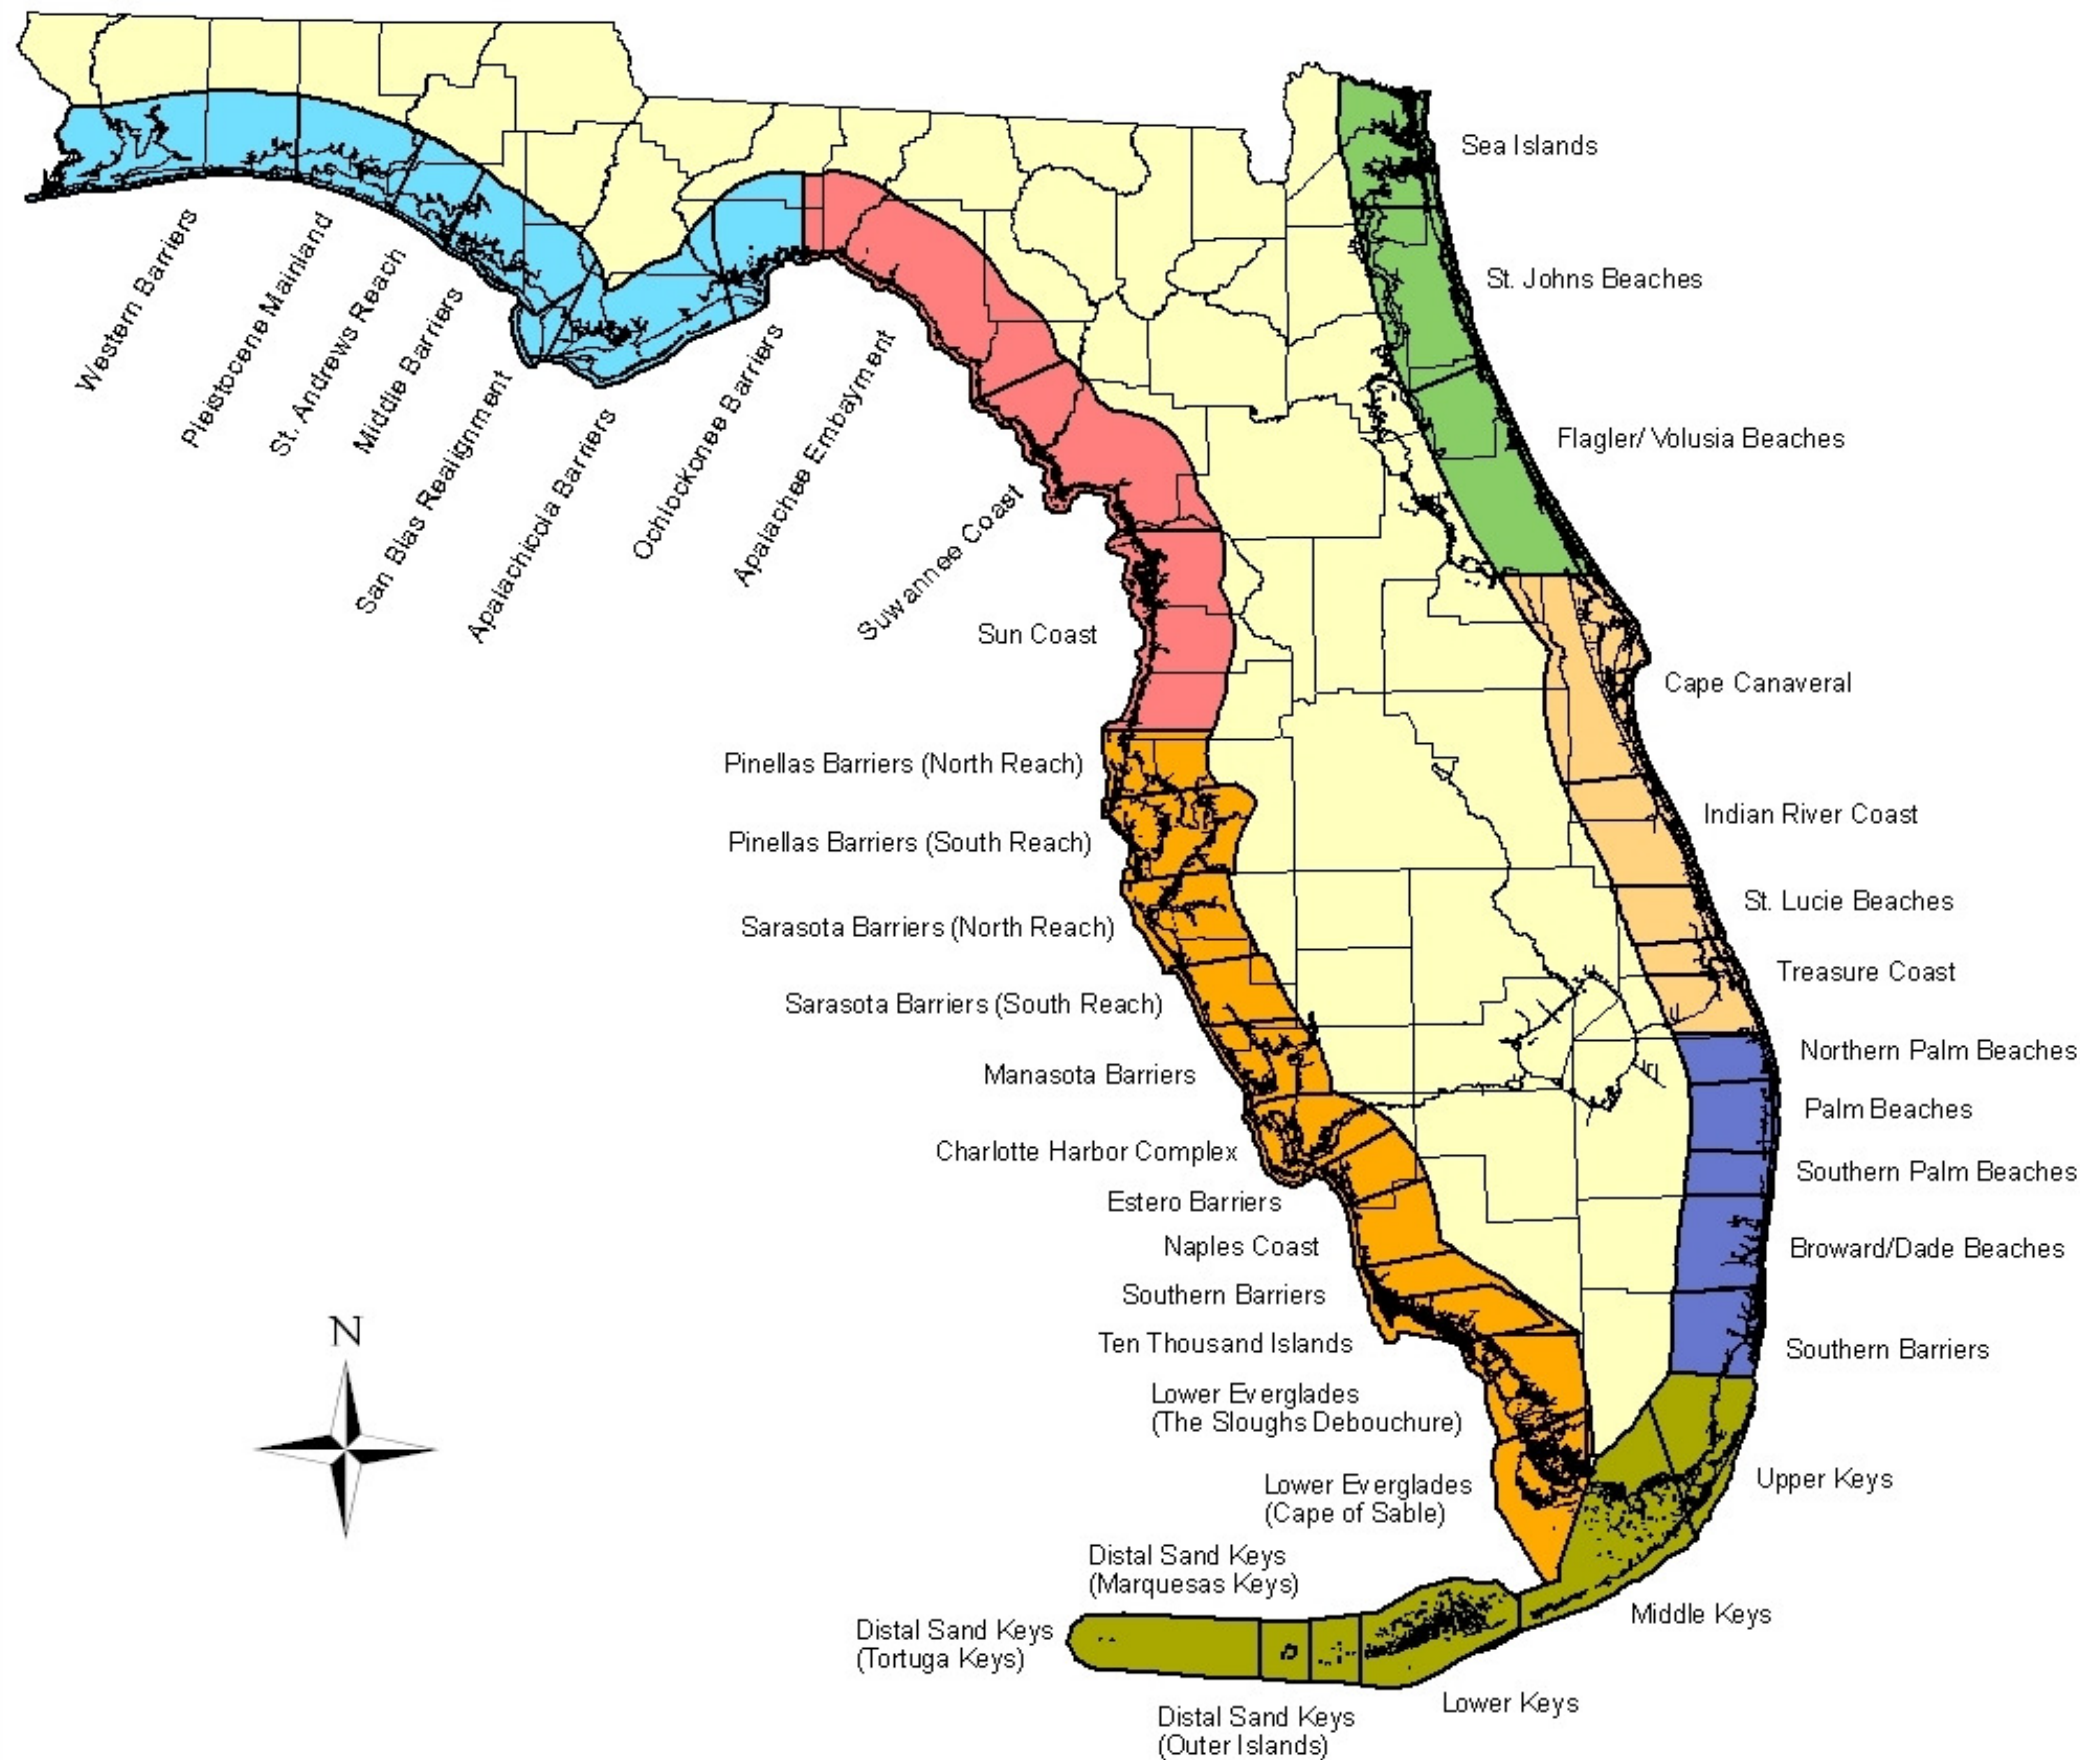 Sea Islands
St. Johns Beaches
Flagler/ Volusia Beaches
Cape Canaveral
Indian River Coast
St. Lucie Beaches
Treasure Coast
Northern Palm Beaches
Palm Beaches
Southern Palm Beaches
Broward/Dade Beaches
Southern Barriers
Upper Keys
Middle Keys
Lower Keys
Western Barriers
Pleistocene Mainland
St. Andrews Reach
Middle Barriers
San Blas Realignment
Apalachicola Barriers
Ochlockonee Barriers
Apalachee Embayment
Suwannee Coast
Sun Coast
Pinellas Barriers (North Reach)
Pinellas Barriers (South Reach)
Sarasota Barriers (North Reach)
Sarasota Barriers (South Reach)
Manasota Barriers
Charlotte Harbor Complex
Estero Barriers
Naples Coast
Southern Barriers
Ten Thousand Islands
Lower Everglades
(The Sloughs Debouchure)
Lower Everglades
(Cape of Sable)
Distal Sand Keys
(Marquesas Keys)
Distal Sand Keys
(Tortuga Keys)
Distal Sand Keys
(Outer Islands)
N